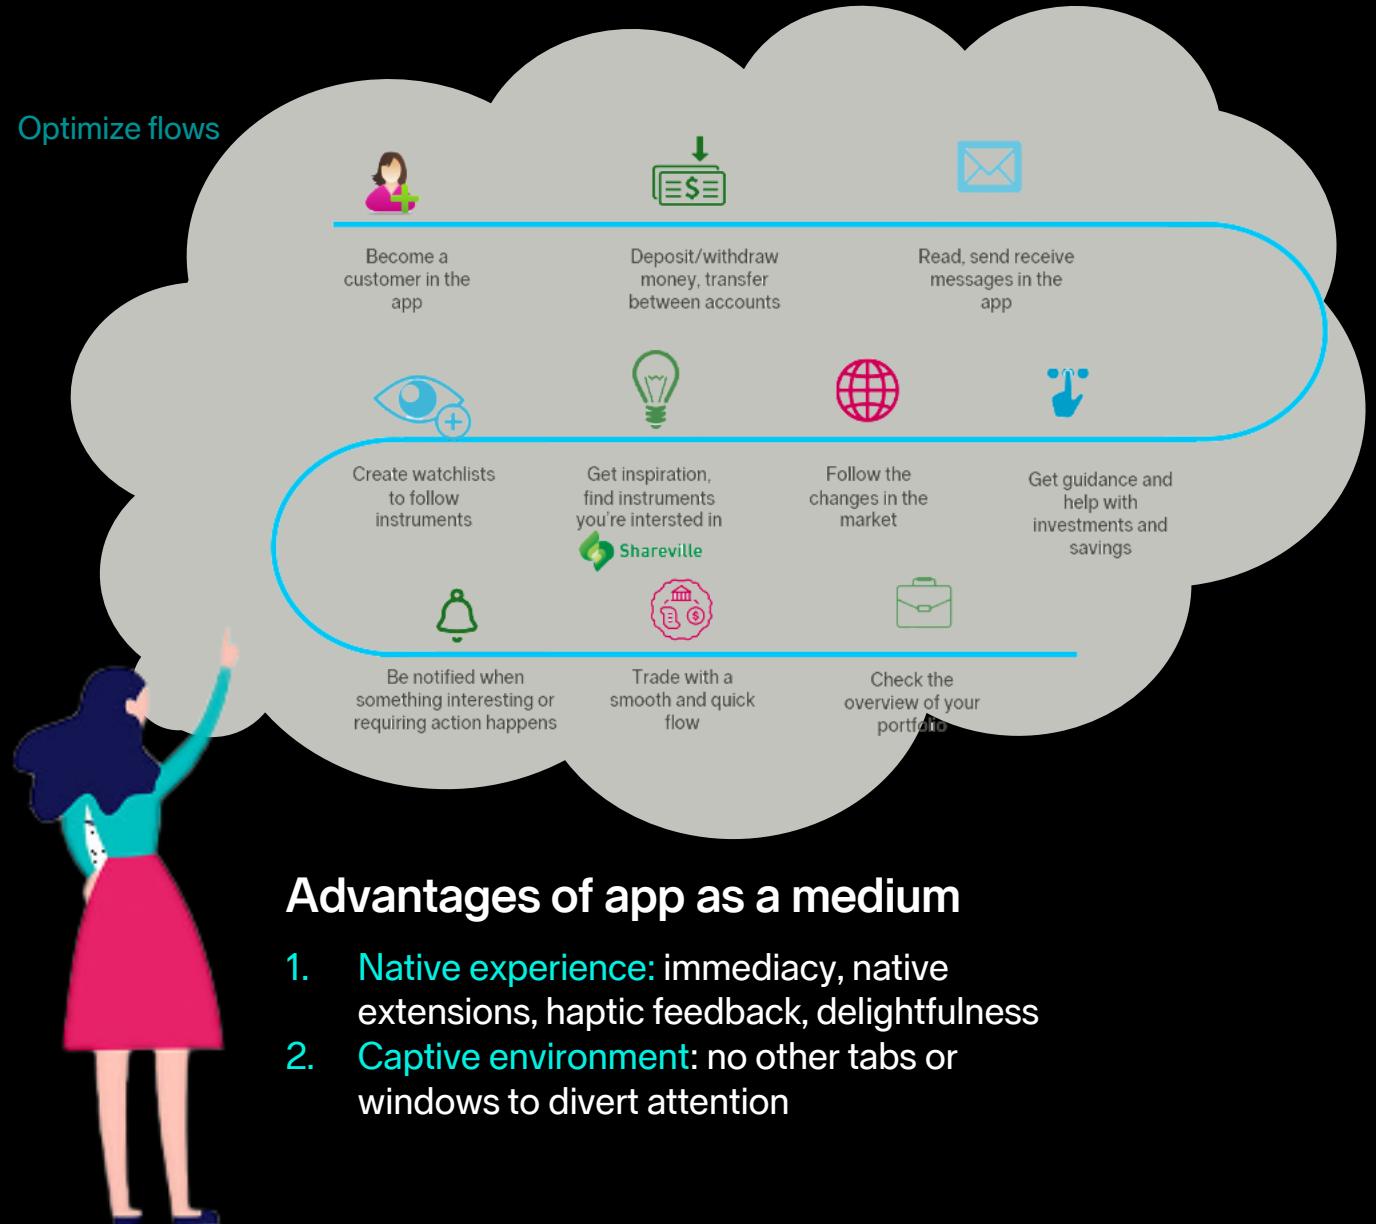 Optimize flows
Become a
customer in the
app
Deposit/withdraw
money, transfer
between accounts
Read, send receive
messages in the
app
Create watchlists
to follow
instruments
Get inspiration,
find instruments
you're intersted in
Shareville
Follow the
changes in the
market
Get guidance and
help with
investments and
savings
Be notified when
something interesting or
requiring action happens
Trade with a
smooth and quick
flow
Check the
overview of your
portfolio
Advantages of app as a medium
1. Native experience: immediacy, native
extensions, haptic feedback, delightfulness
2. Captive environment: no other tabs or
windows to divert attention